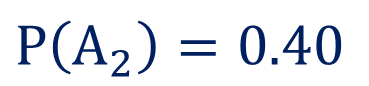 P(A₂) = 0.40